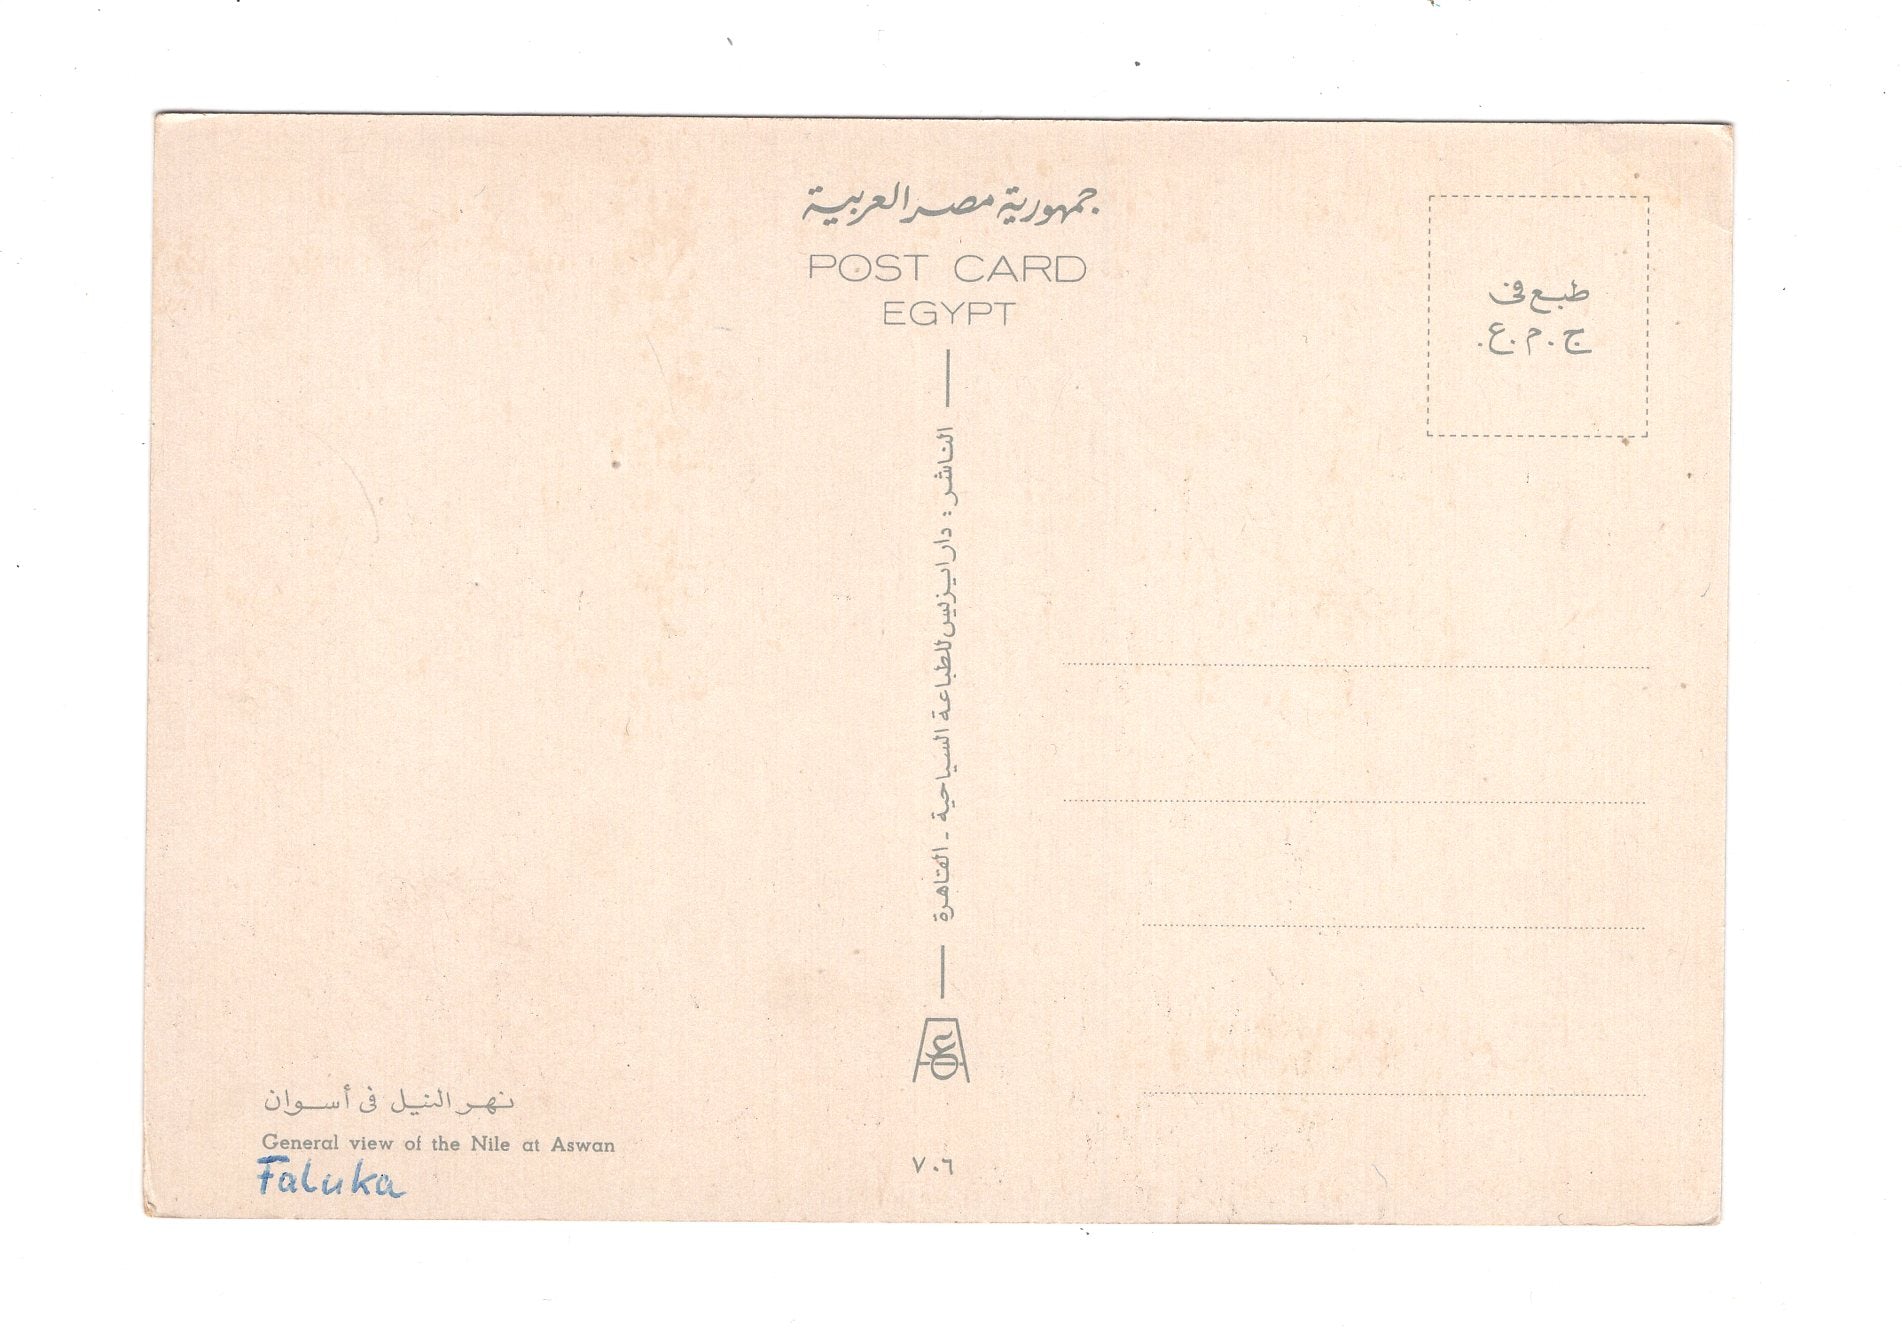 جمهورية مصر العربية
POST CARD
EGYPT
طبع فى
ج . م . ع .
الناشر : دار ايزيس للطباعة السياحية - القاهرة
نهر النيل فى أسوان
General view of the Nile at Aswan
Faluka
٧٠٦